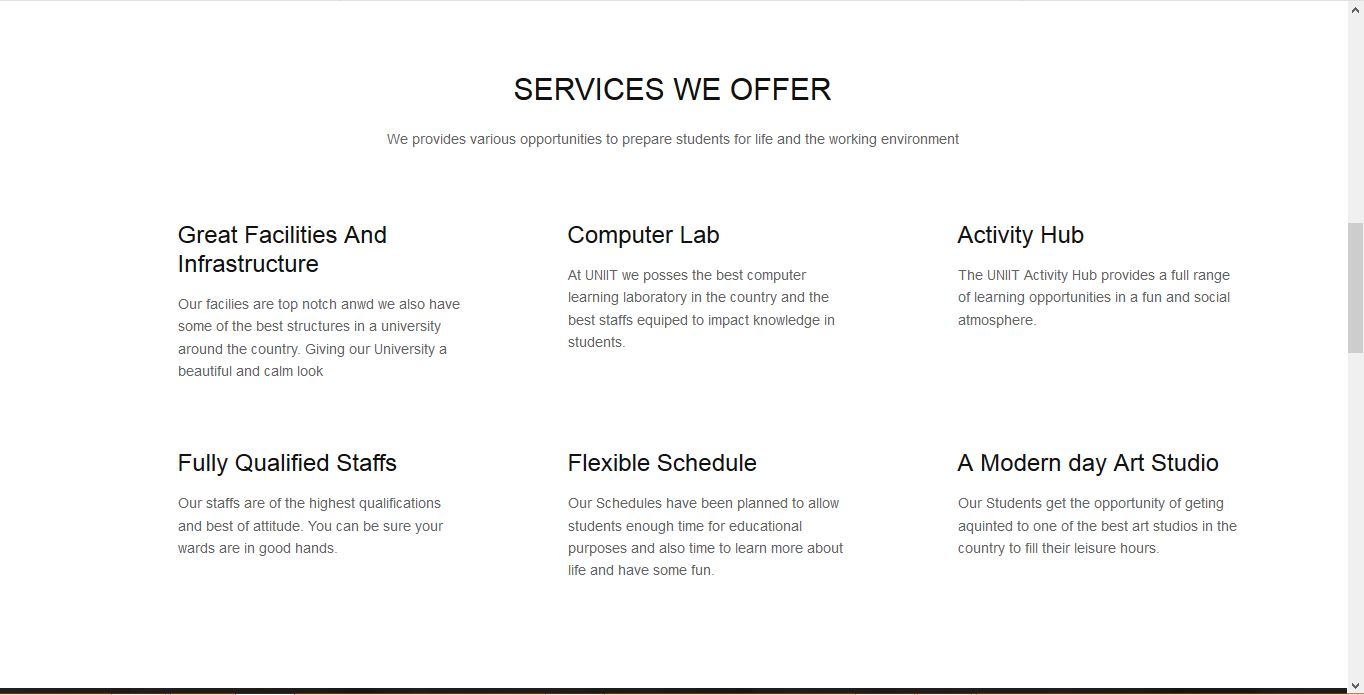 SERVICES WE OFFER
We provides various opportunities to prepare students for life and the working environment
Great Facilities And
Infrastructure
Our facilies are top notch anwd we also have
some of the best structures in a university
around the country. Giving our University a
beautiful and calm look
Computer Lab
At UNIIT we posses the best computer
learning laboratory in the country and the
best staffs equiped to impact knowledge in
students.
Activity Hub
The UNIIT Activity Hub provides a full range
of learning opportunities in a fun and social
atmosphere.
Fully Qualified Staffs
Our staffs are of the highest qualifications
and best of attitude. You can be sure your
wards are in good hands.
Flexible Schedule
Our Schedules have been planned to allow
students enough time for educational
purposes and also time to learn more about
life and have some fun.
A Modern day Art Studio
Our Students get the opportunity of geting
aquinted to one of the best art studios in the
country to fill their leisure hours.